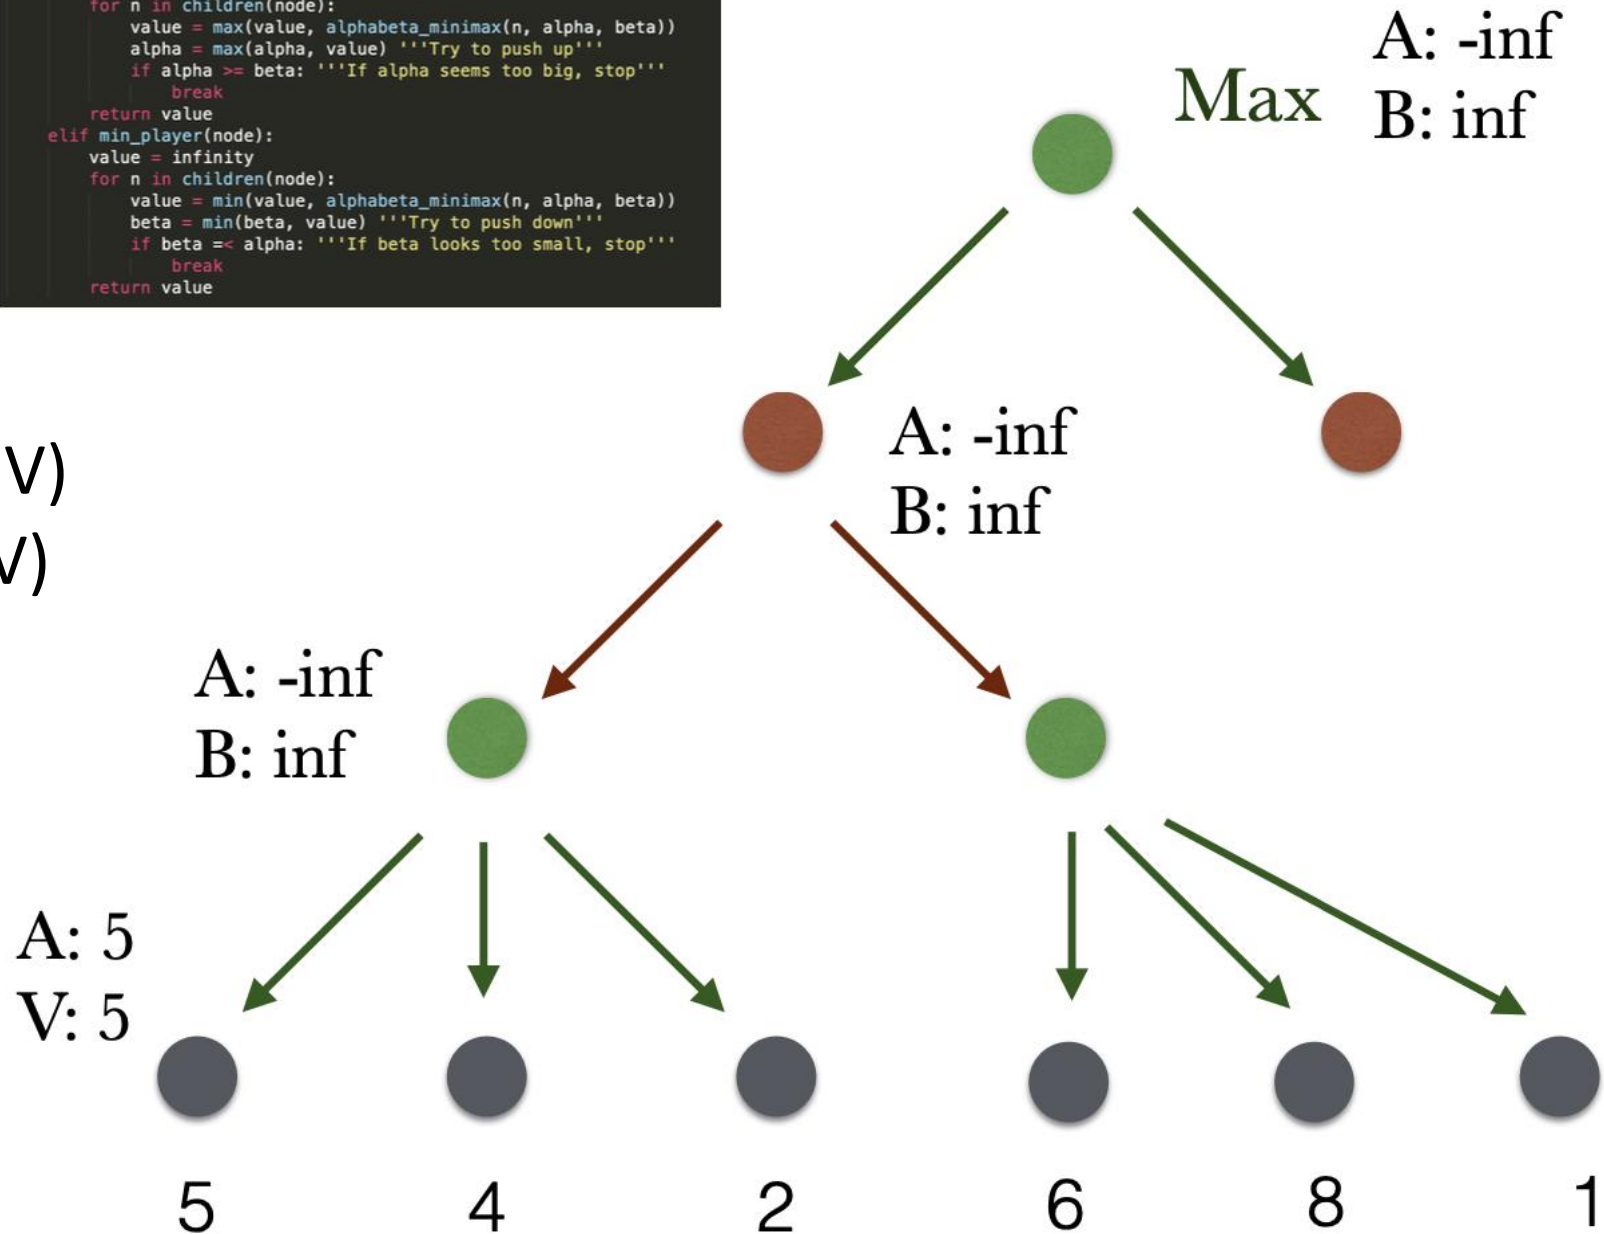 for n in children(node):
value = max(value, alphabeta_minimax(n, alpha, beta))
alpha = max(alpha, value) '''Try to push up'''
if alpha >= beta: '''If alpha seems too big, stop'''
break
return value
elif min_player(node):
value = infinity
for n in children(node):
value = min(value, alphabeta_minimax(n, alpha, beta))
beta = min(beta, value) '''Try to push down'''
if beta =< alpha: '''If beta looks too small, stop'''
break
return value
Max
A: -inf
B: inf
A: -inf
B: inf
V)
V)
A: -inf
B: inf
A: 5
V: 5
5 4 2 6 8 1